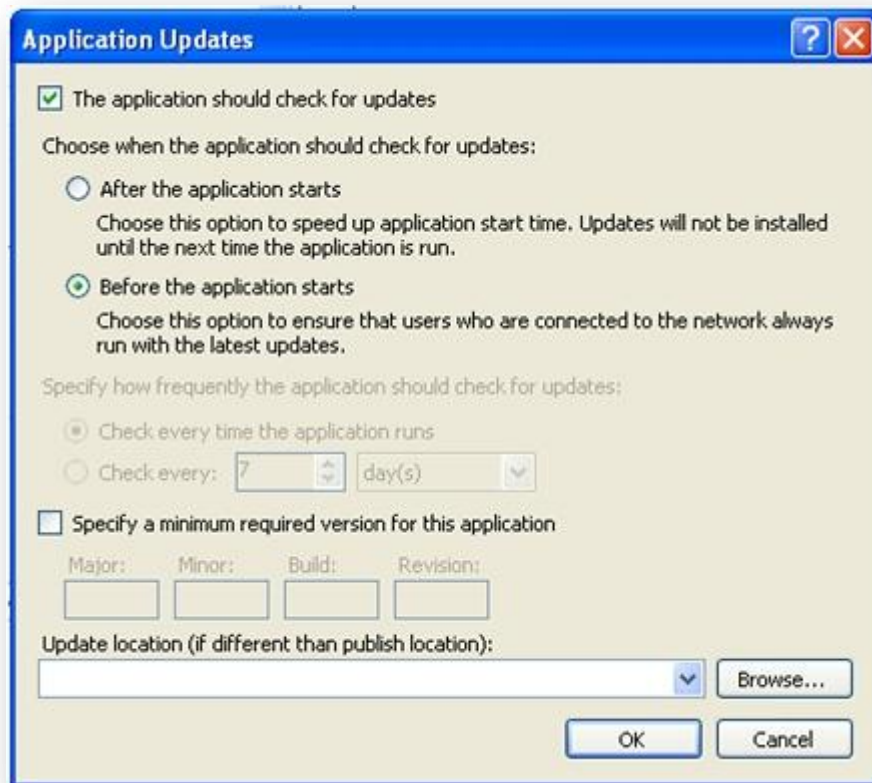 Application Updates
The application should check for updates
Choose when the application should check for updates:
After the application starts
Choose this option to speed up application start time. Updates will not be installed
until the next time the application is run.
Before the application starts
Choose this option to ensure that users who are connected to the network always
run with the latest updates.
Specify how frequently the application should check for updates:
Check every time the application runs
Check every: 7 day(s)
Specify a minimum required version for this application
Major: Minor: Build: Revision:
Update location (if different than publish location):
Browse...
OK Cancel